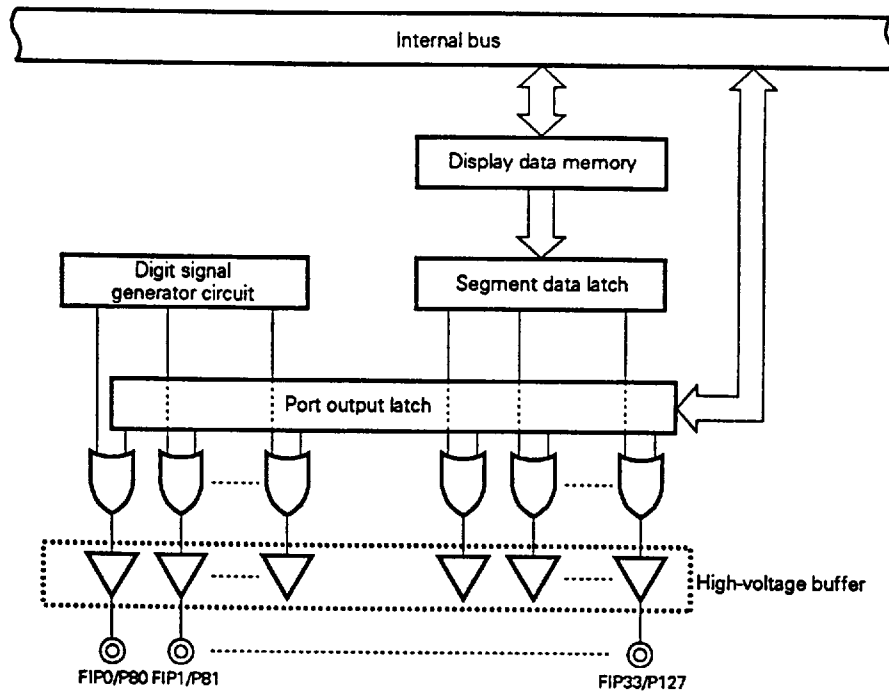 Internal bus
Display data memory
Digit signal
generator circuit
Segment data latch
Port output latch
High-voltage buffer
FIP0/P80 FIP1/P81 FIP33/P127